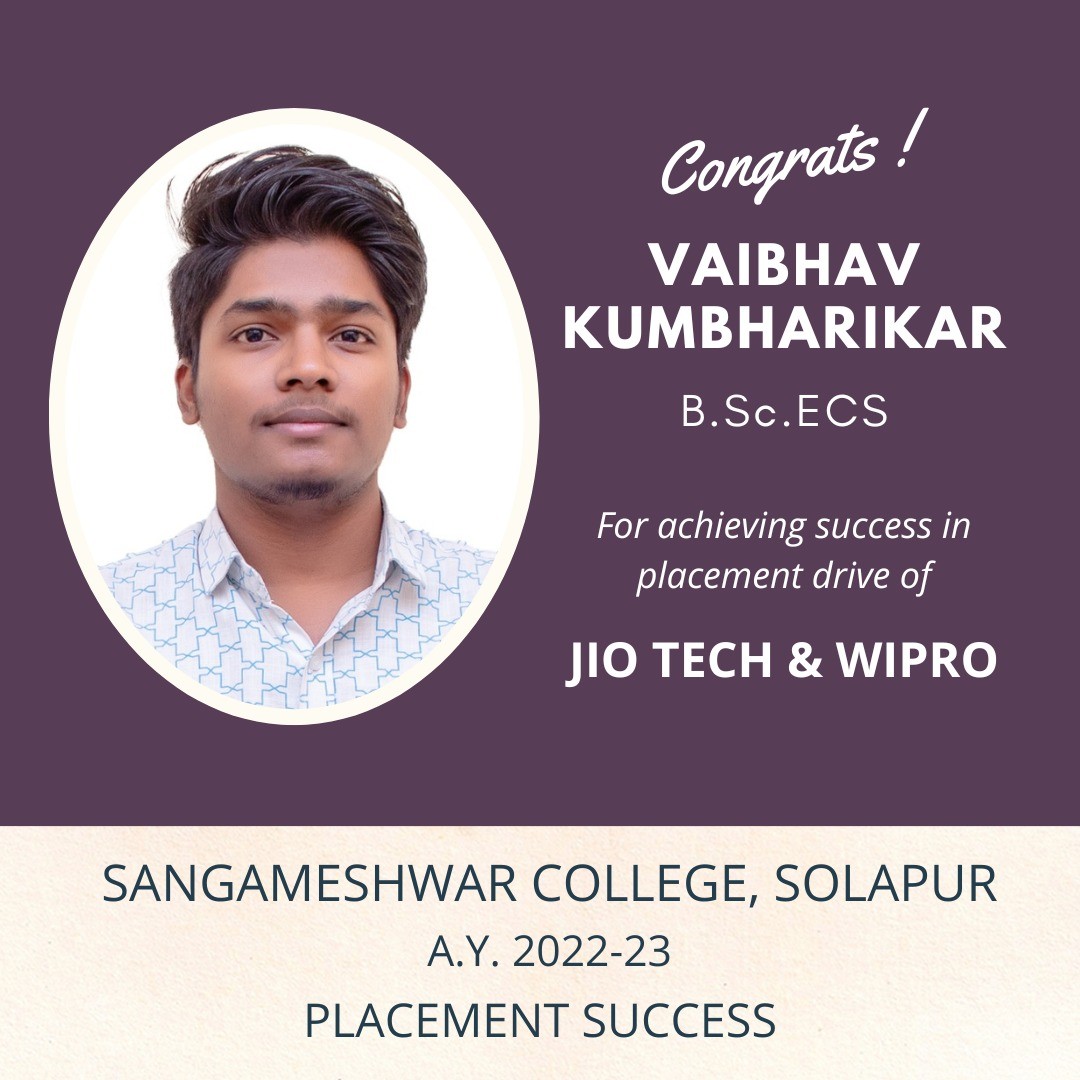 Congrats !
VAIBHAV
KUMBHARIKAR
B.Sc.ECS
For achieving success in
placement drive of
JIO TECH & WIPRO
SANGAMESHWAR COLLEGE, SOLAPUR
A.Y. 2022-23
PLACEMENT SUCCESS